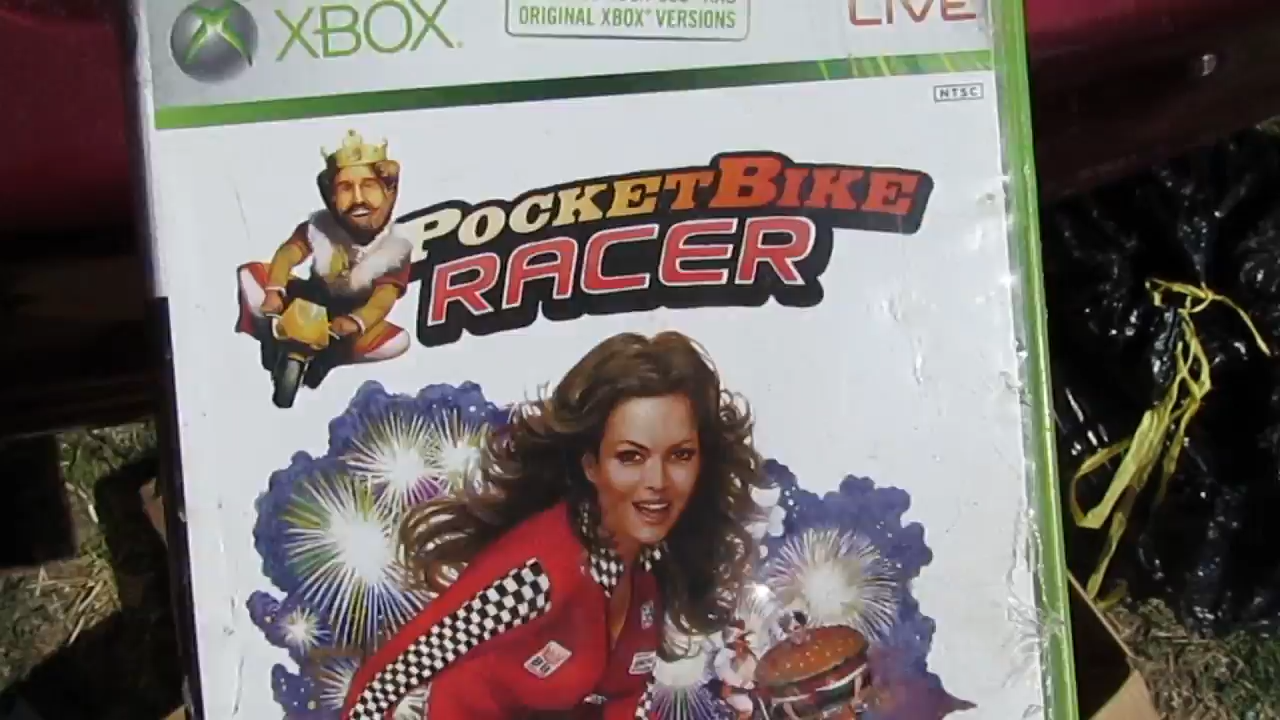 XBOX
ORIGINAL XBOX® VERSIONS
LIVE
NTSC
POCKETBIKE
RACER